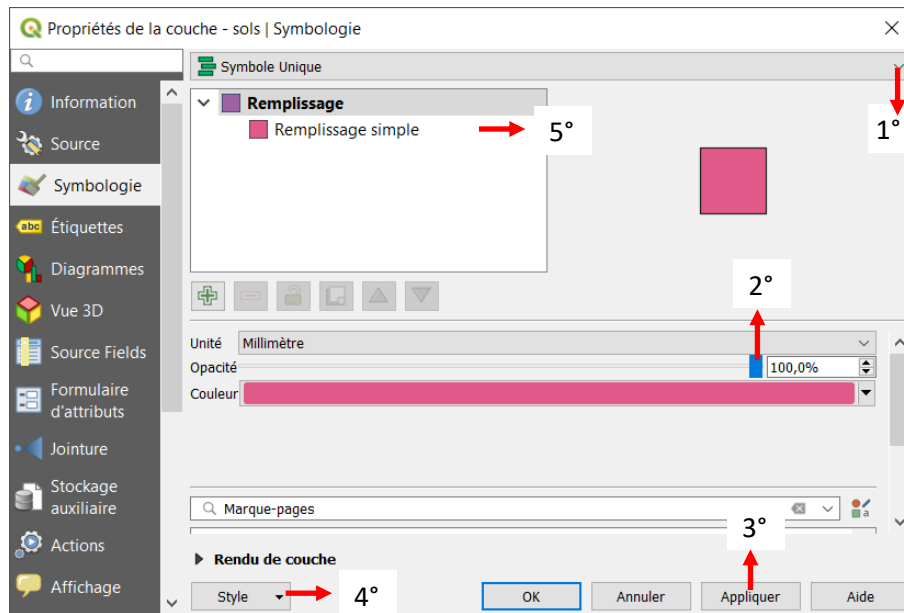 Propriétés de la couche - sols | Symbologie
Symbole Unique
Information
Source
Symbologie
abc Étiquettes
Diagrammes
Vue 3D
Source Fields
Formulaire
d'attributs
Jointure
Stockage
auxiliaire
Actions
Affichage
Remplissage
Remplissage simple
5°
1°
2°
Unité Millimètre
Opacité 100,0%
Couleur
Marque-pages
3°
Rendu de couche
Style
4°
OK
Annuler
Appliquer
Aide